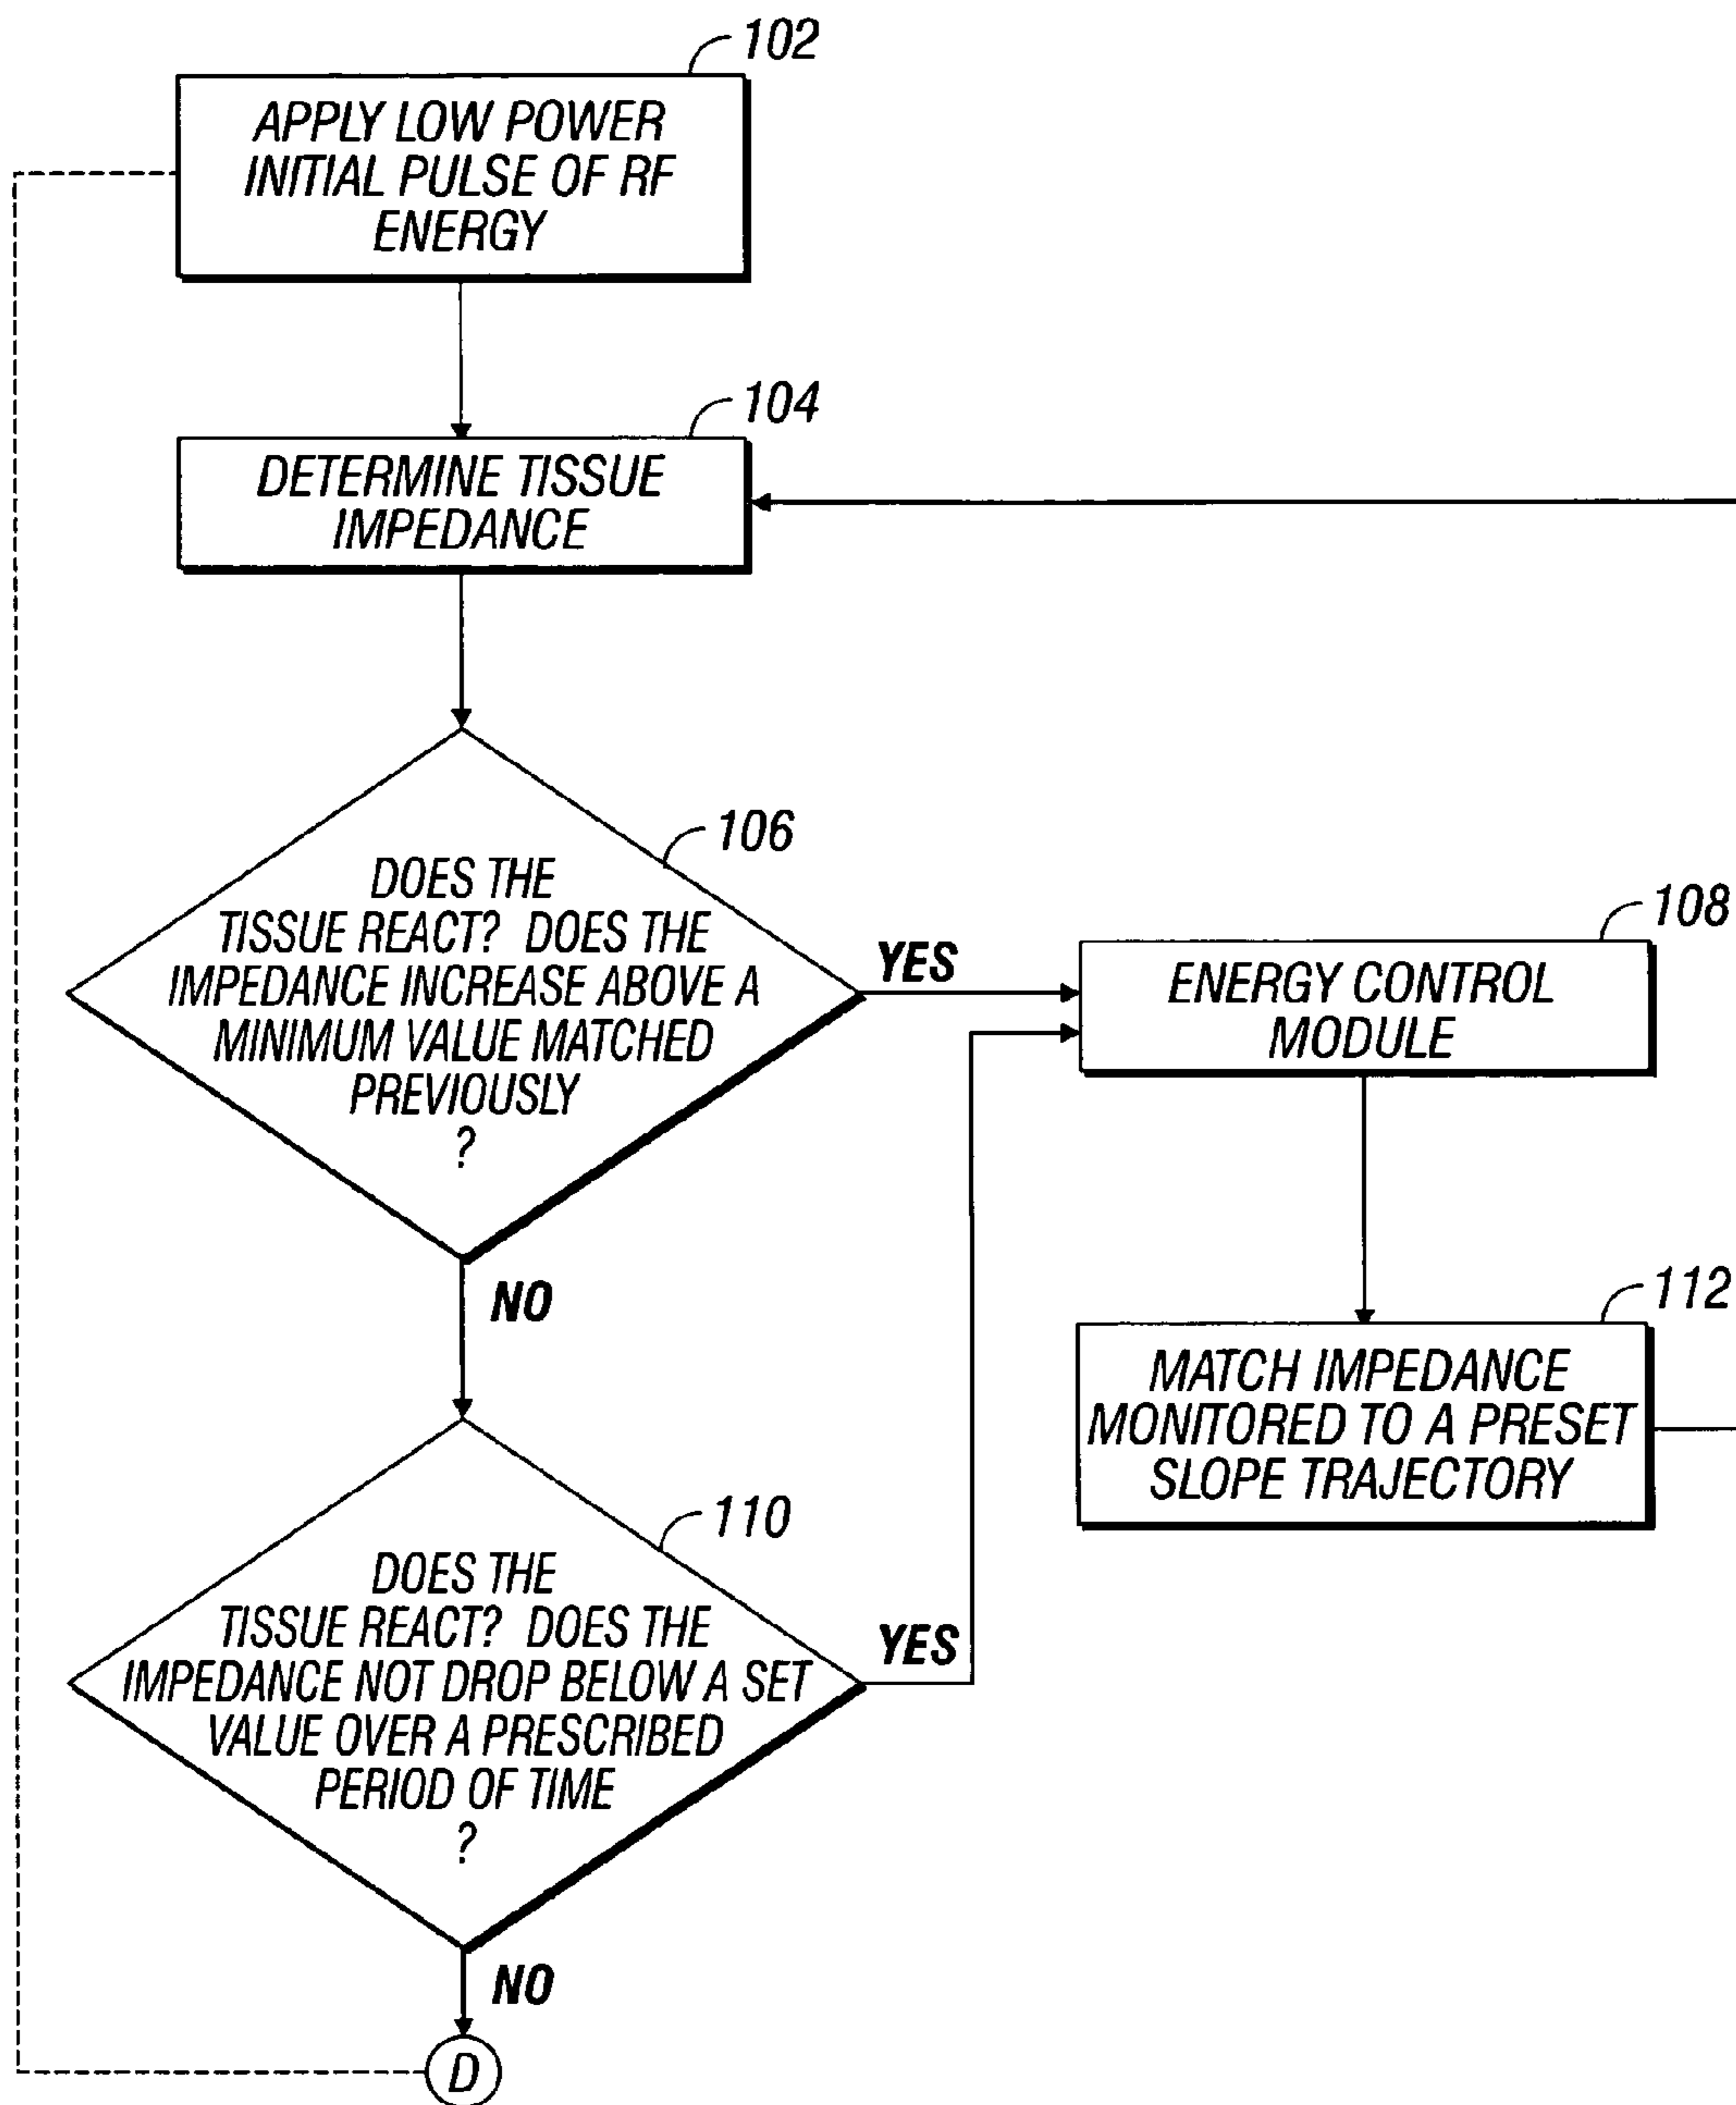 102
APPLY LOW POWER
INITIAL PULSE OF RF
ENERGY
104
DETERMINE TISSUE
IMPEDANCE
106
DOES THE
TISSUE REACT? DOES THE
IMPEDANCE INCREASE ABOVE A
MINIMUM VALUE MATCHED
PREVIOUSLY
?
YES
108
ENERGY CONTROL
MODULE
NO
112
MATCH IMPEDANCE
MONITORED TO A PRESET
SLOPE TRAJECTORY
110
DOES THE
TISSUE REACT? DOES THE
IMPEDANCE NOT DROP BELOW A SET
VALUE OVER A PRESCRIBED
PERIOD OF TIME
?
YES
NO
D